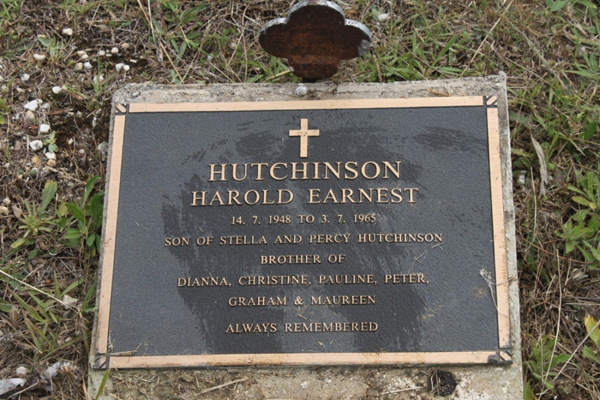 HUTCHINSON
HAROLD EARNEST
14. 7. 1948 TO 3. 7. 1965
SON OF STELLA AND PERCY HUTCHINSON
BROTHER OF
DIANNA, CHRISTINE, PAULINE, PETER,
GRAHAM & MAUREEN
ALWAYS REMEMBERED